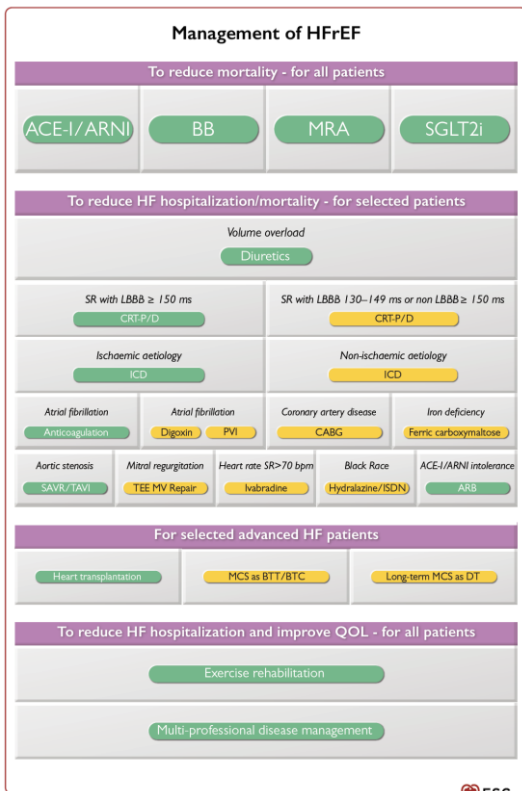 Management of HFrEF
To reduce mortality - for all patients
ACE-I/ARNI
BB
MRA
SGLT2i
To reduce HF hospitalization/mortality - for selected patients
Volume overload
Diuretics
SR with LBBB ≥ 150 ms
CRT-P/D
SR with LBBB 130–149 ms or non LBBB ≥ 150 ms
CRT-P/D
Ischaemic aetiology
ICD
Non-ischaemic aetiology
ICD
Atrial fibrillation
Anticoagulation
Atrial fibrillation
Digoxin
PVI
Coronary artery disease
CABG
Iron deficiency
Ferric carboxymaltose
Aortic stenosis
SAVR/TAVI
Mitral regurgitation
TEE MV Repair
Heart rate SR>70 bpm
Ivabradine
Black Race
Hydralazine/ISDN
ACE-I/ARNI intolerance
ARB
For selected advanced HF patients
Heart transplantation
MCS as BTT/BTC
Long-term MCS as DT
To reduce HF hospitalization and improve QOL - for all patients
Exercise rehabilitation
Multi-professional disease management
ESC